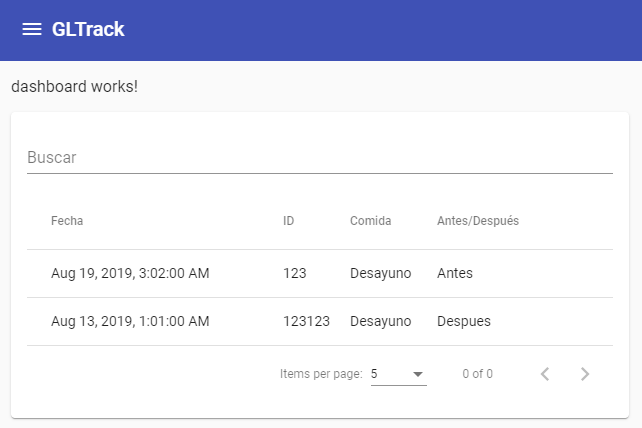 GLTrack
dashboard works!
Buscar
Fecha ID Comida Antes/Después
Aug 19, 2019, 3:02:00 AM 123 Desayuno Antes
Aug 13, 2019, 1:01:00 AM 123123 Desayuno Despues
Items per page: 5 0 of 0